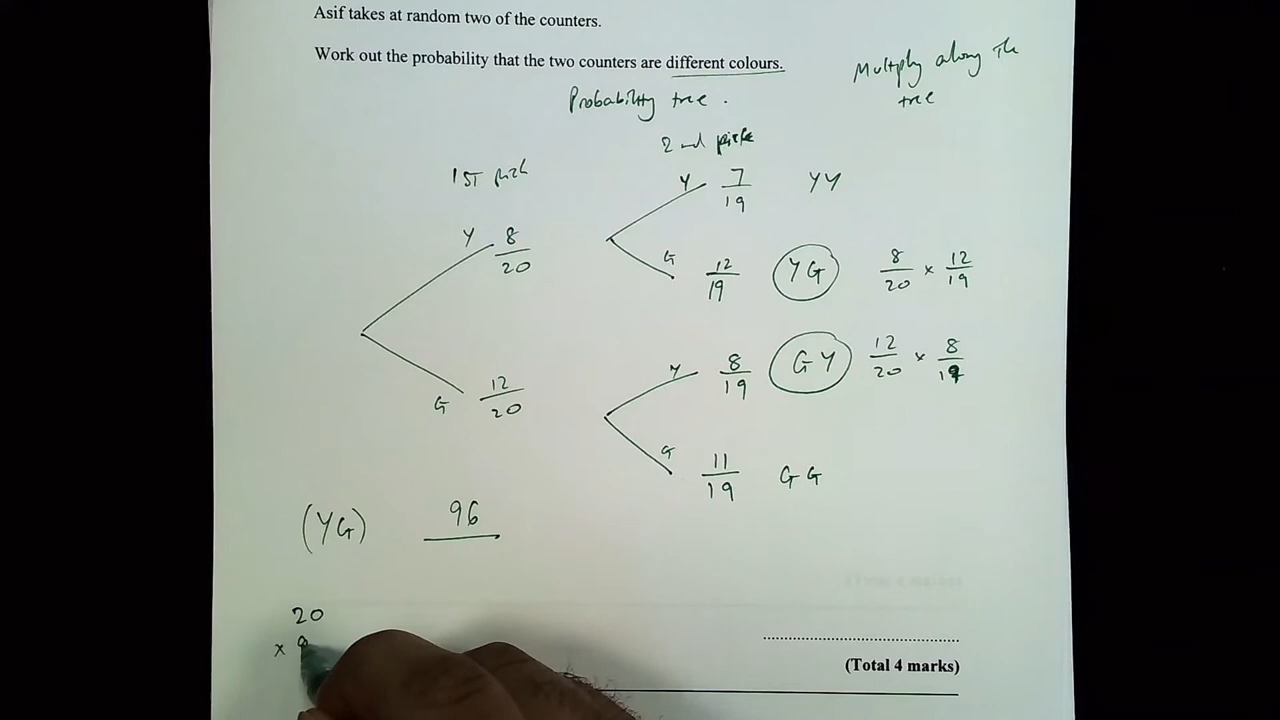 Asif takes at random two of the counters.
Work out the probability that the two counters are different colours.
Multiply along the
tree
Probability tree .
1ST pick
2nd pick
Y 8/20
G 12/20
Y 7/19 YY
G 12/19 YG 8/20 × 12/19
Y 8/19 GY 12/20 × 8/19
G 11/19 GG
(YG) 96
20
×
(Total 4 marks)